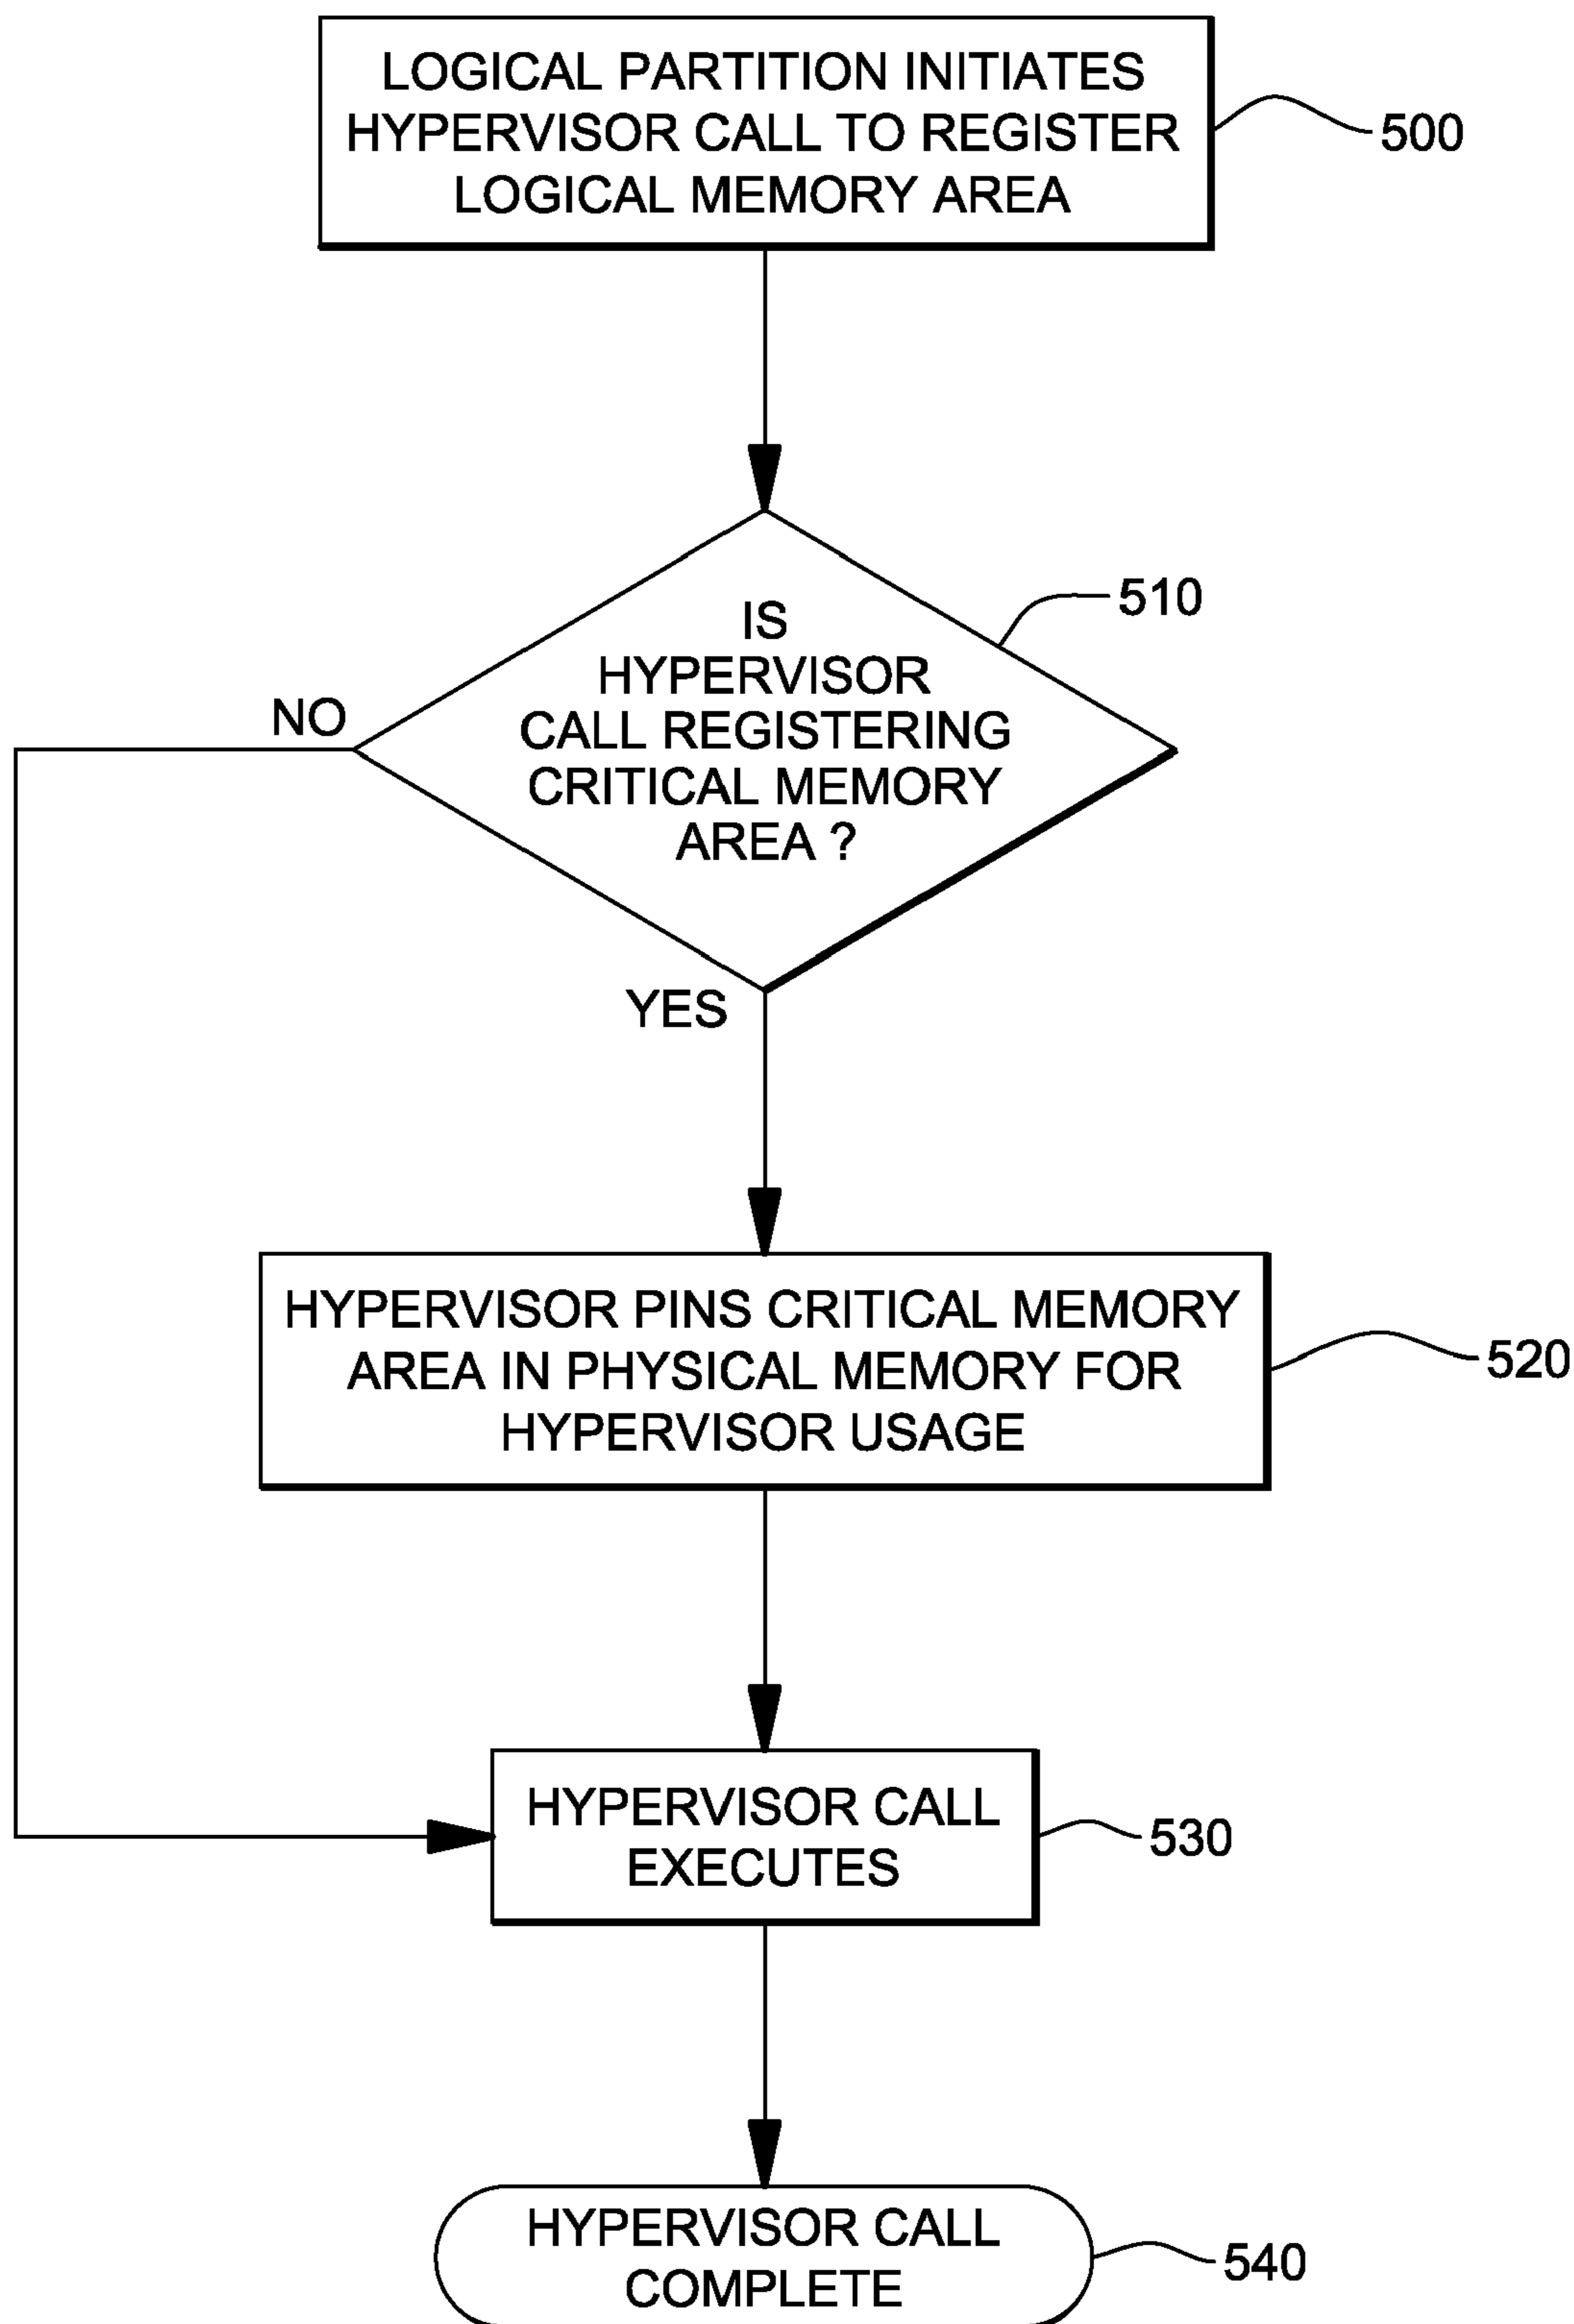 LOGICAL PARTITION INITIATES
HYPERVISOR CALL TO REGISTER
LOGICAL MEMORY AREA
500
IS
HYPERVISOR
CALL REGISTERING
CRITICAL MEMORY
AREA ?
510
NO
YES
HYPERVISOR PINS CRITICAL MEMORY
AREA IN PHYSICAL MEMORY FOR
HYPERVISOR USAGE
520
HYPERVISOR CALL
EXECUTES
530
HYPERVISOR CALL
COMPLETE
540